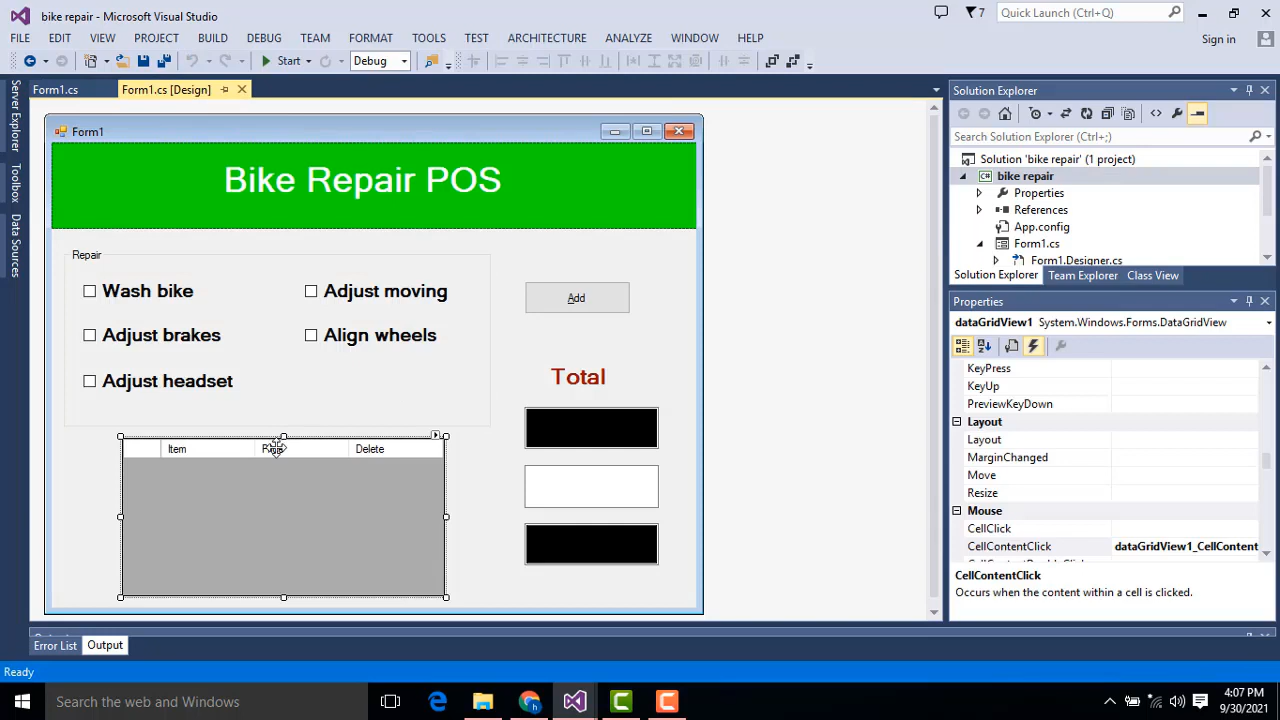 bike repair - Microsoft Visual Studio
7
Quick Launch (Ctrl+Q)
FILE EDIT VIEW PROJECT BUILD DEBUG TEAM FORMAT TOOLS TEST ARCHITECTURE ANALYZE WINDOW HELP
Sign in
Start Debug
Server Explorer
Toolbox
Data Sources
Form1.cs Form1.cs [Design]
Form1
Bike Repair POS
Repair
Wash bike
Adjust moving
Adjust brakes
Align wheels
Adjust headset
Add
Total
Item Delete
Solution Explorer
Search Solution Explorer (Ctrl+;)
Solution 'bike repair' (1 project)
C# bike repair
Properties
References
App.config
Form1.cs
Form1.Designer.cs
Solution Explorer Team Explorer Class View
Properties
dataGridView1 System.Windows.Forms.DataGridView
KeyPress
KeyUp
PreviewKeyDown
Layout
Layout
MarginChanged
Move
Resize
Mouse
CellClick
CellContentClick dataGridView1_CellContent
CellContentClick
Occurs when the content within a cell is clicked.
Error List Output
Ready
Search the web and Windows
4:07 PM
9/30/2021